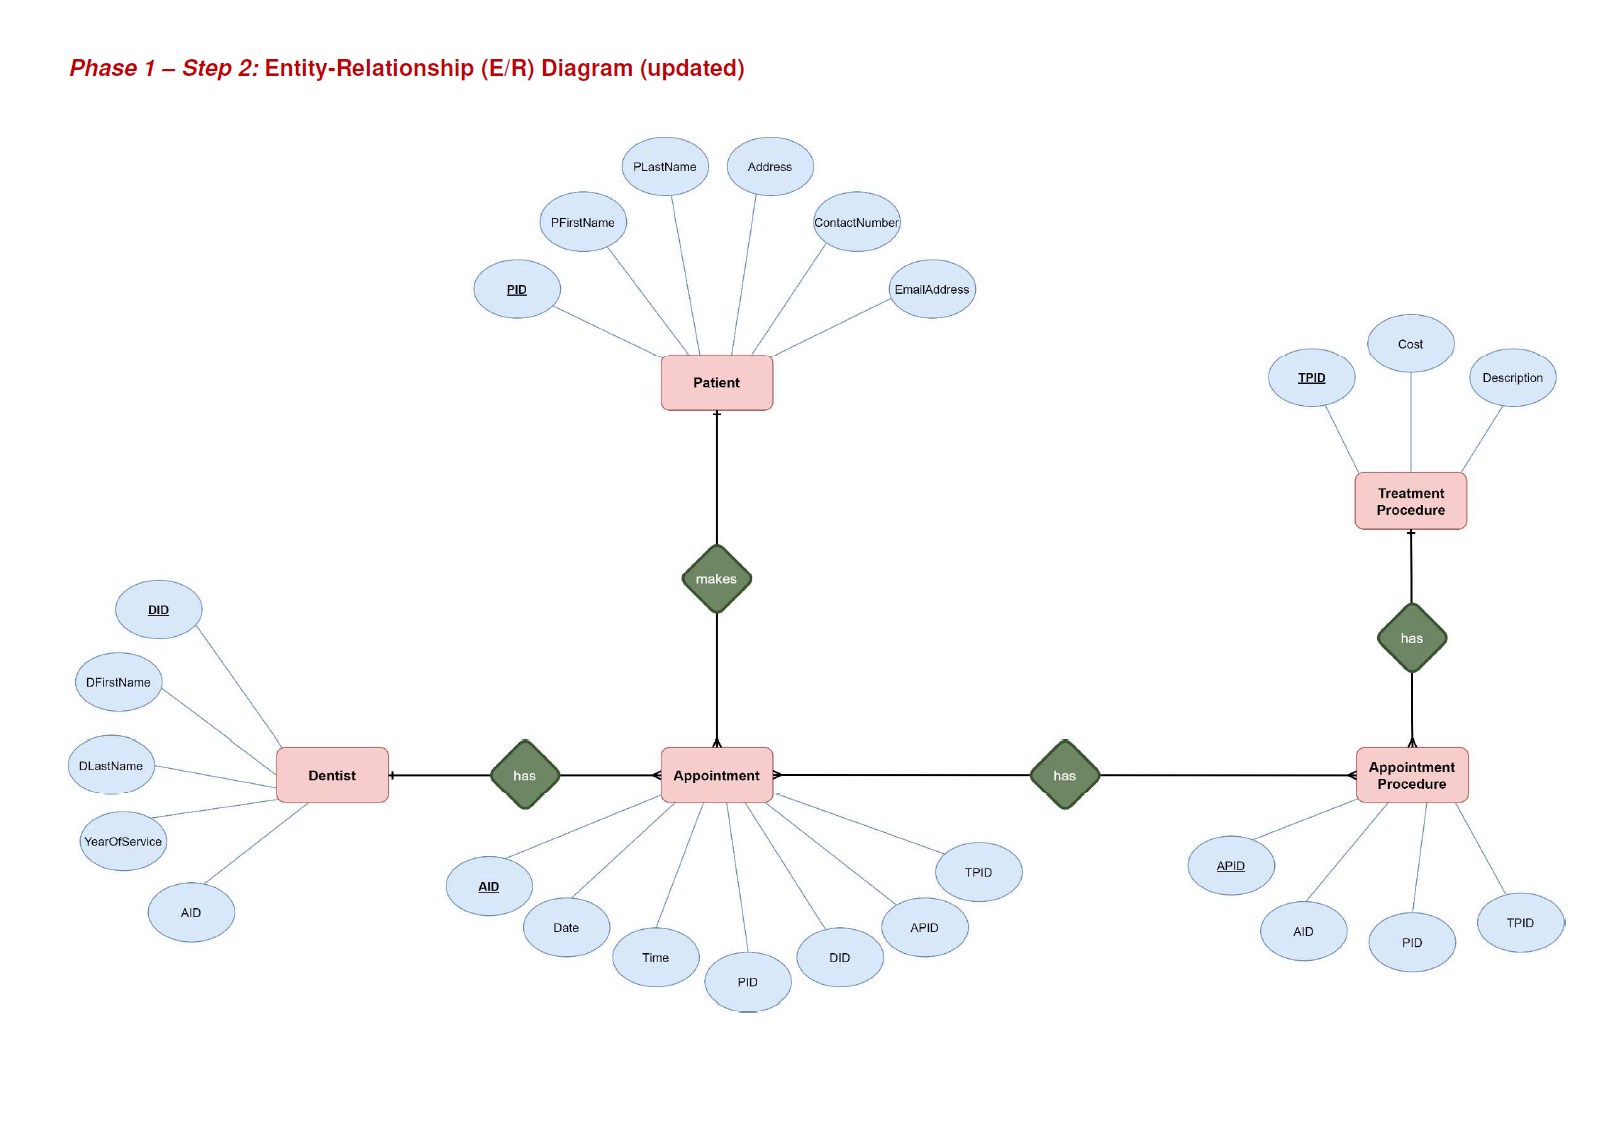 Phase 1 – Step 2: Entity-Relationship (E/R) Diagram (updated)
PLastName
Address
PFirstName
ContactNumber
PID
EmailAddress
Patient
Cost
TPID
Description
Treatment
Procedure
makes
has
DID
DFirstName
DLastName
YearOfService
AID
Dentist
has
Appointment
has
Appointment
Procedure
AID
Date
Time
PID
DID
APID
TPID
APID
AID
PID
TPID